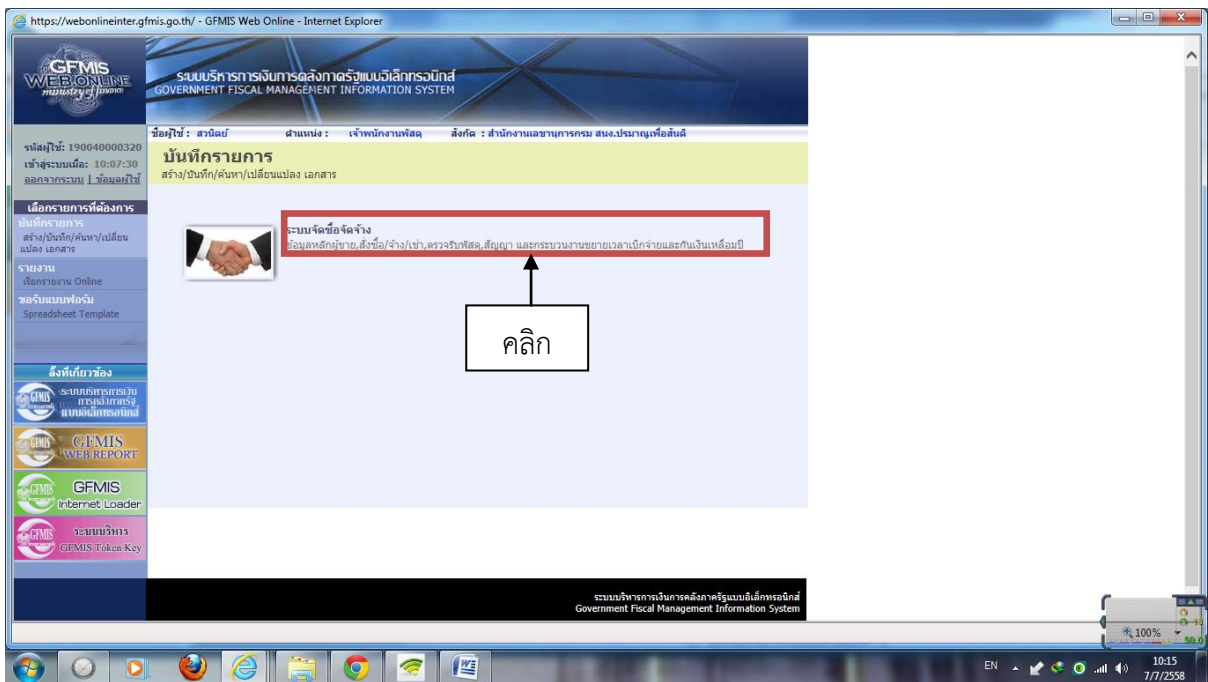 https://webonlineinter.gfmis.go.th/ - GFMIS Web Online - Internet Explorer
GFMIS
WEB ONLINE
ministry of finance
ระบบบริหารการเงินการคลังภาครัฐแบบอิเล็กทรอนิกส์
GOVERNMENT FISCAL MANAGEMENT INFORMATION SYSTEM
ชื่อผู้ใช้ : สวนิตย์ ตำแหน่ง : เจ้าพนักงานพัสดุ สังกัด : สำนักงานเลขานุการกรม สนง.ปรมาณูเพื่อสันติ
รหัสผู้ใช้: 190040000320
เข้าสู่ระบบเมื่อ: 10:07:30
ออกจากระบบ | ข้อมูลผู้ใช้
บันทึกรายการ
สร้าง/บันทึก/ค้นหา/เปลี่ยนแปลง เอกสาร
เลือกรายการที่ต้องการ
บันทึกรายการ
สร้าง/บันทึก/ค้นหา/เปลี่ยน
แปลง เอกสาร
รายงาน
เรียกรายงาน Online
ขอรับแบบฟอร์ม
Spreadsheet Template
ระบบจัดซื้อจัดจ้าง
ข้อมูลหลักผู้ขาย,สั่งซื้อ/จ้าง/เช่า,ตรวจรับพัสดุ,สัญญา และกระบวนงานขยายเวลาเบิกจ่ายและกันเงินเหลื่อมปี
คลิก
ลิ้งที่เกี่ยวข้อง
GFMIS
ระบบบริหารการเงิน
การคลังภาครัฐ
แบบอิเล็กทรอนิกส์
GFMIS
GFMIS
WEB REPORT
GFMIS
GFMIS
Internet Loader
GFMIS
ระบบบริหาร
GFMIS Token Key
ระบบบริหารการเงินการคลังภาครัฐแบบอิเล็กทรอนิกส์
Government Fiscal Management Information System
100%
50.0
EN
10:15
7/7/2558